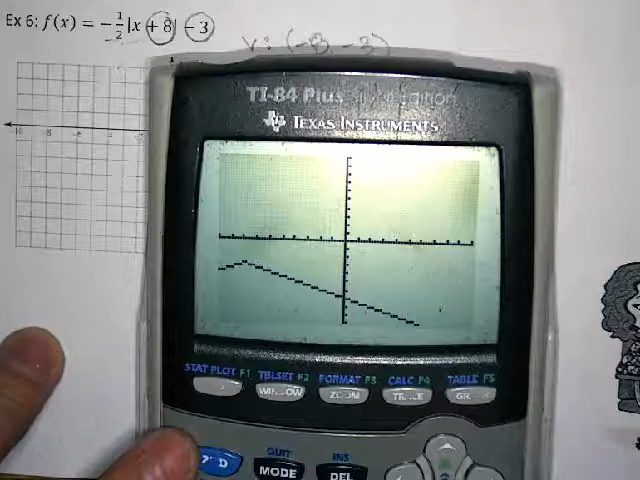 Ex 6: f(x) = -1/2|x + 8| - 3
V: (-8, -3)
TI-84 Plus
TEXAS INSTRUMENTS
STAT PLOT F1 TBLSET F2 FORMAT F3 CALC F4 TABLE F5
WINDOW ZOOM TRACE
QUIT INS
2ND MODE DEL